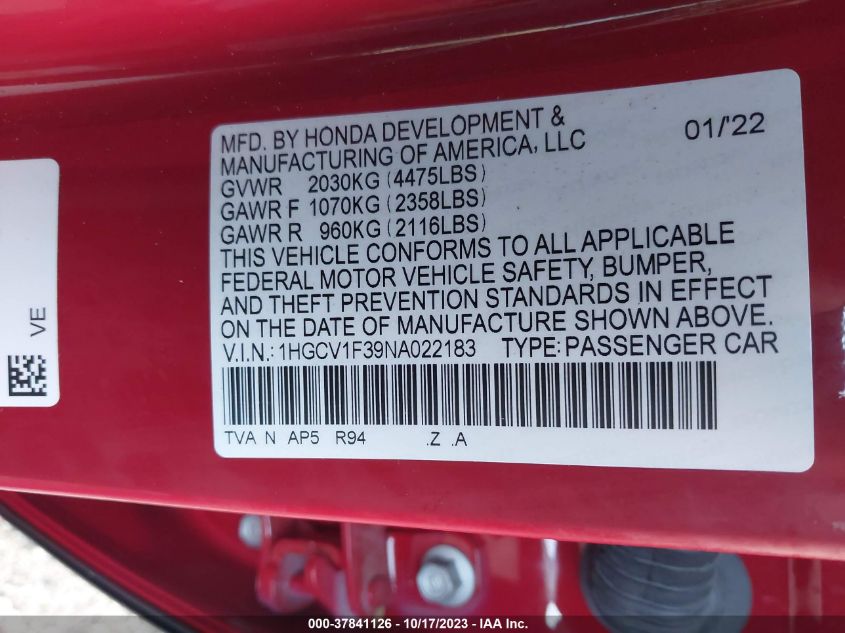 MFD. BY HONDA DEVELOPMENT & 01/'22
MANUFACTURING OF AMERICA, LLC
GVWR 2030KG (4475LBS)
GAWR F 1070KG (2358LBS)
GAWR R 960KG (2116LBS)
THIS VEHICLE CONFORMS TO ALL APPLICABLE
FEDERAL MOTOR VEHICLE SAFETY, BUMPER,
AND THEFT PREVENTION STANDARDS IN EFFECT
ON THE DATE OF MANUFACTURE SHOWN ABOVE.
V.I.N.: 1HGCV1F39NA022183 TYPE: PASSENGER CAR
TVA N AP5 R94 .Z .A
VE
000-37841126 - 10/17/2023 - IAA Inc.